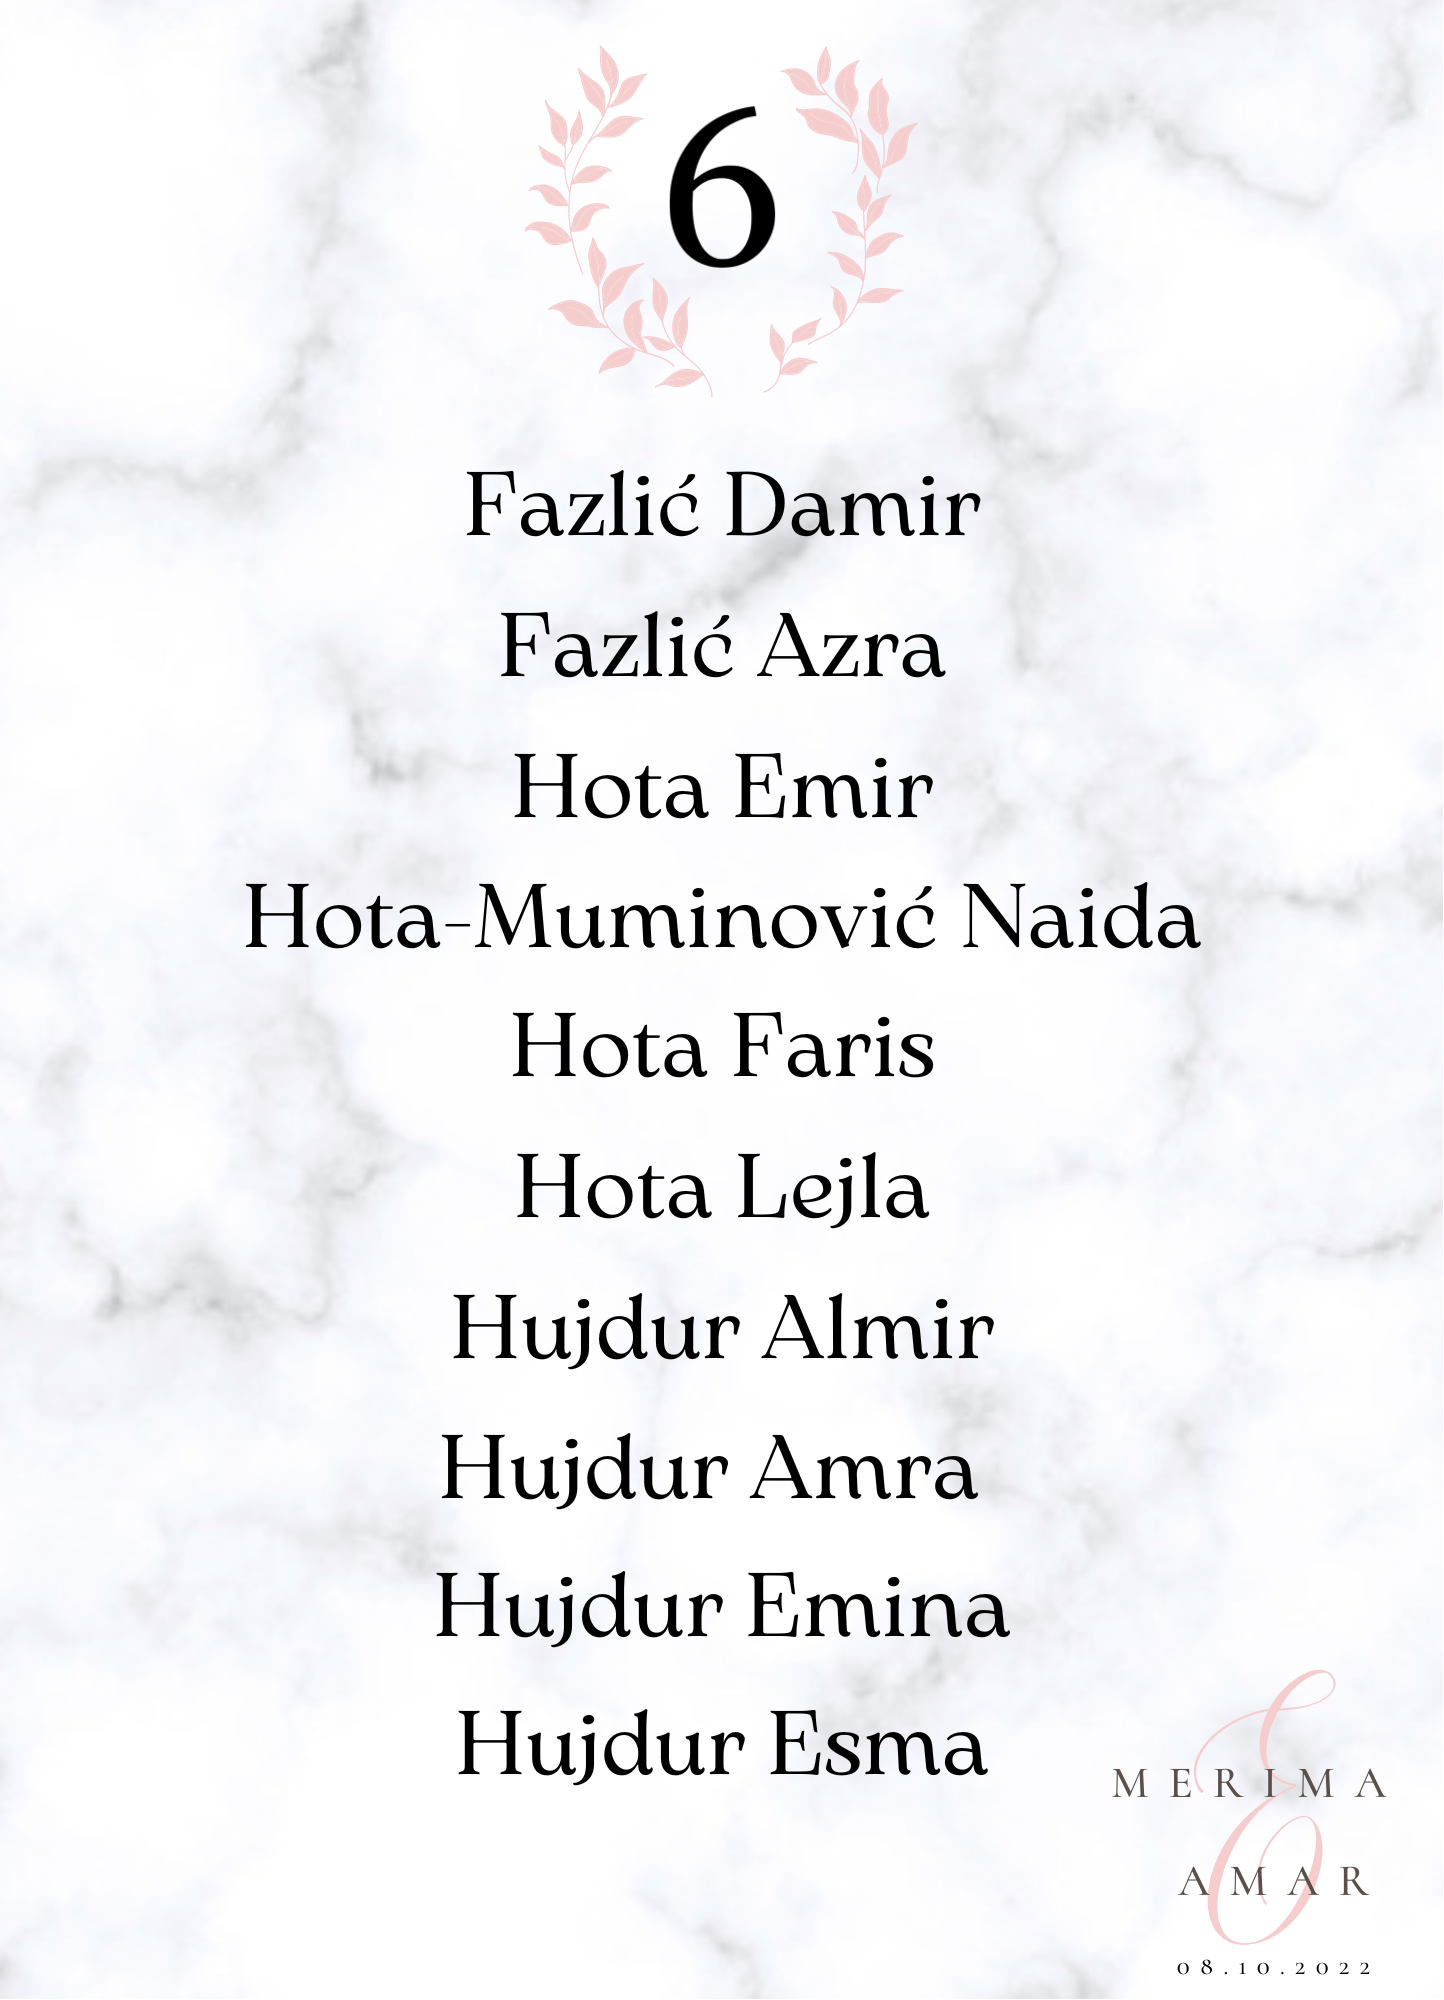 6
Fazlić Damir
Fazlić Azra
Hota Emir
Hota-Muminović Naida
Hota Faris
Hota Lejla
Hujdur Almir
Hujdur Amra
Hujdur Emina
Hujdur Esma
MERIMA
&
AMAR
08.10.2022